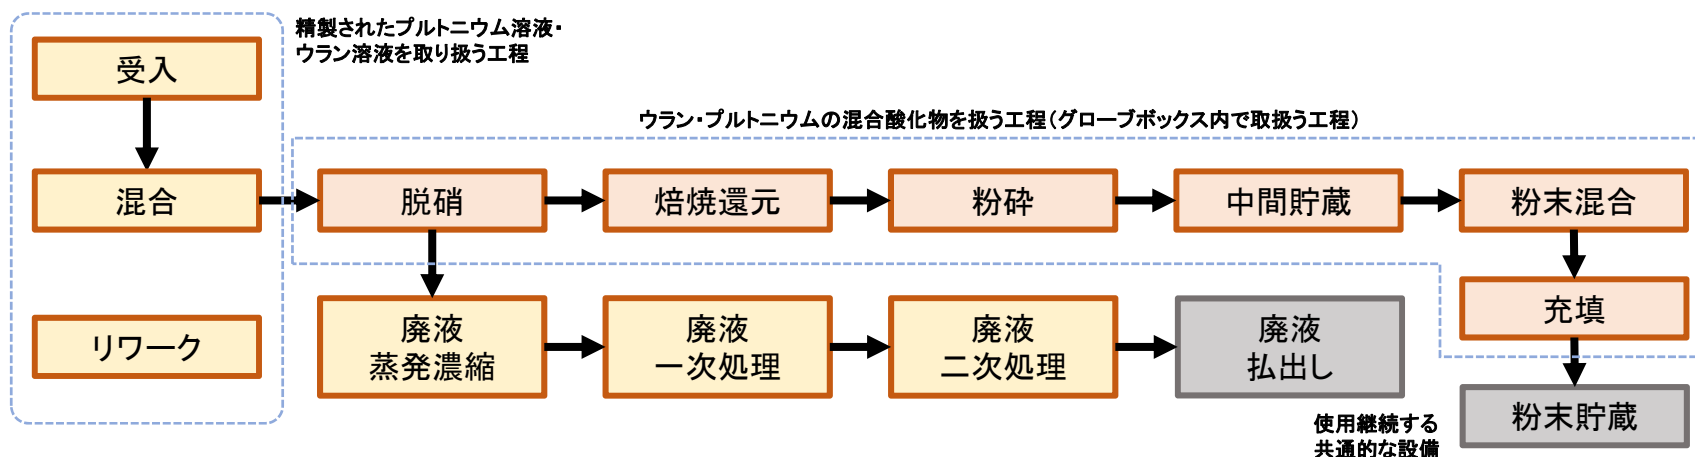 精製されたプルトニウム溶液・
ウラン溶液を取り扱う工程
受入
ウラン・プルトニウムの混合酸化物を扱う工程(グローブボックス内で取扱う工程)
混合
脱硝
焙焼還元
粉砕
中間貯蔵
粉末混合
リワーク
廃液
蒸発濃縮
廃液
一次処理
廃液
二次処理
廃液
払出し
充填
使用継続する
共通的な設備
粉末貯蔵